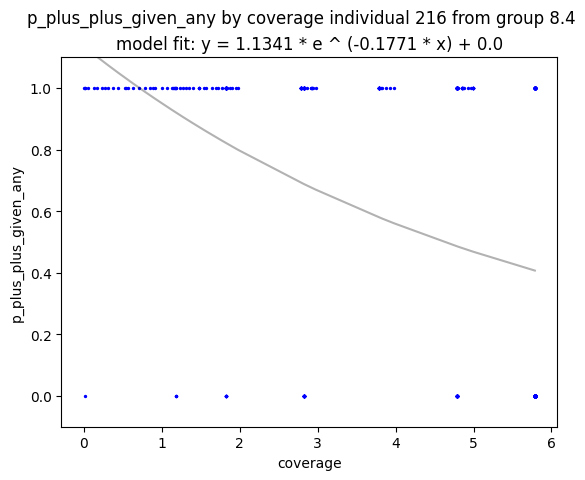 p_plus_plus_given_any by coverage individual 216 from group 8.4
model fit: y = 1.1341 * e ^ (-0.1771 * x) + 0.0
p_plus_plus_given_any
1.0
0.8
0.6
0.4
0.2
0.0
0 1 2 3 4 5 6
coverage